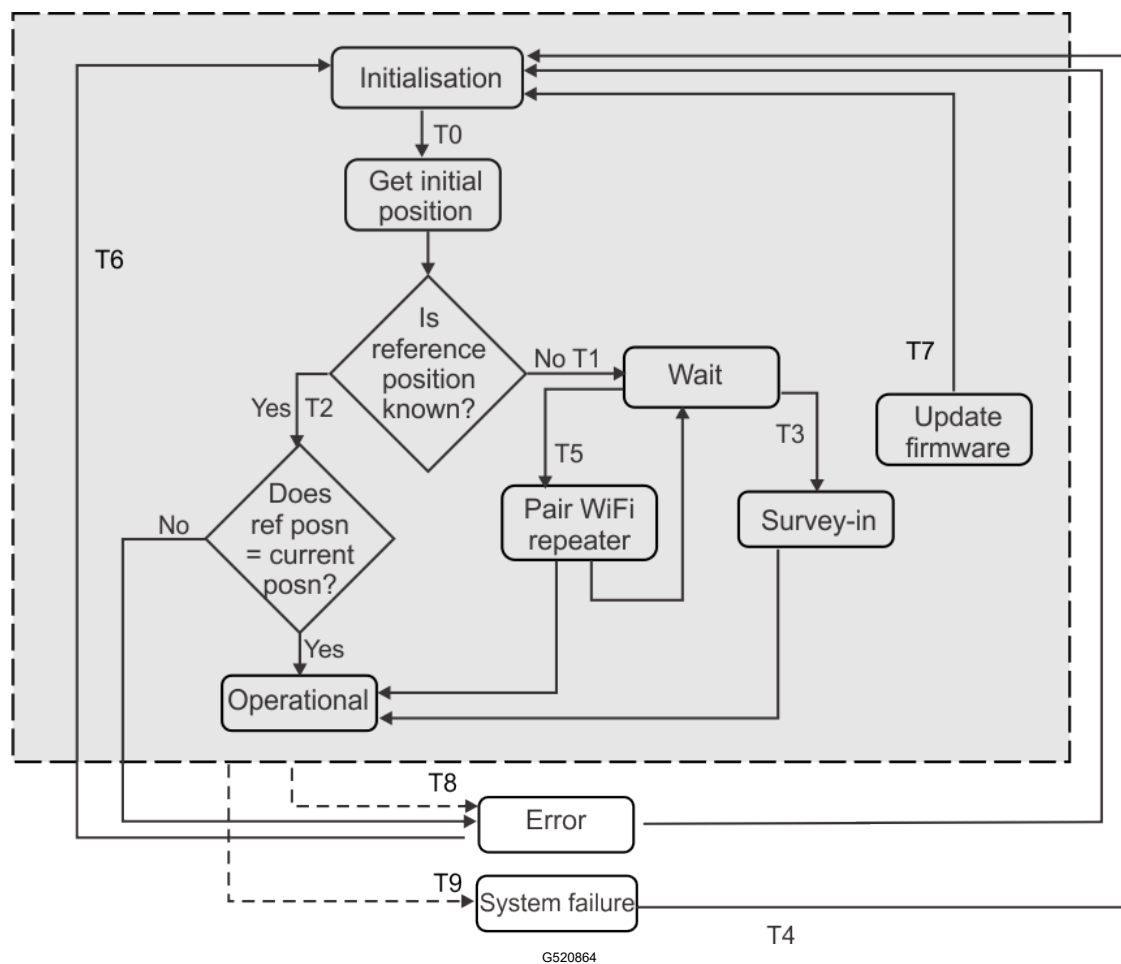 Initialisation
T0
Get initial
position
T6
Is
reference
position
known?
No T1
Wait
T7
Yes T2
T3
Update
firmware
T5
Does
ref posn
= current
posn?
No
Pair WiFi
repeater
Survey-in
Yes
Operational
T8
Error
T9
System failure
T4
G520864